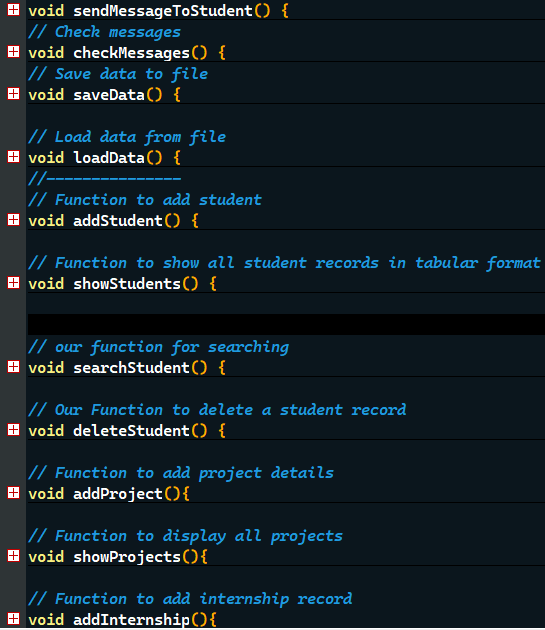 void sendMessageToStudent() {
// Check messages
void checkMessages() {
// Save data to file
void saveData() {
// Load data from file
void loadData() {
//---------------
// Function to add student
void addStudent() {
// Function to show all student records in tabular format
void showStudents() {
// our function for searching
void searchStudent() {
// Our Function to delete a student record
void deleteStudent() {
// Function to add project details
void addProject(){
// Function to display all projects
void showProjects(){
// Function to add internship record
void addInternship(){